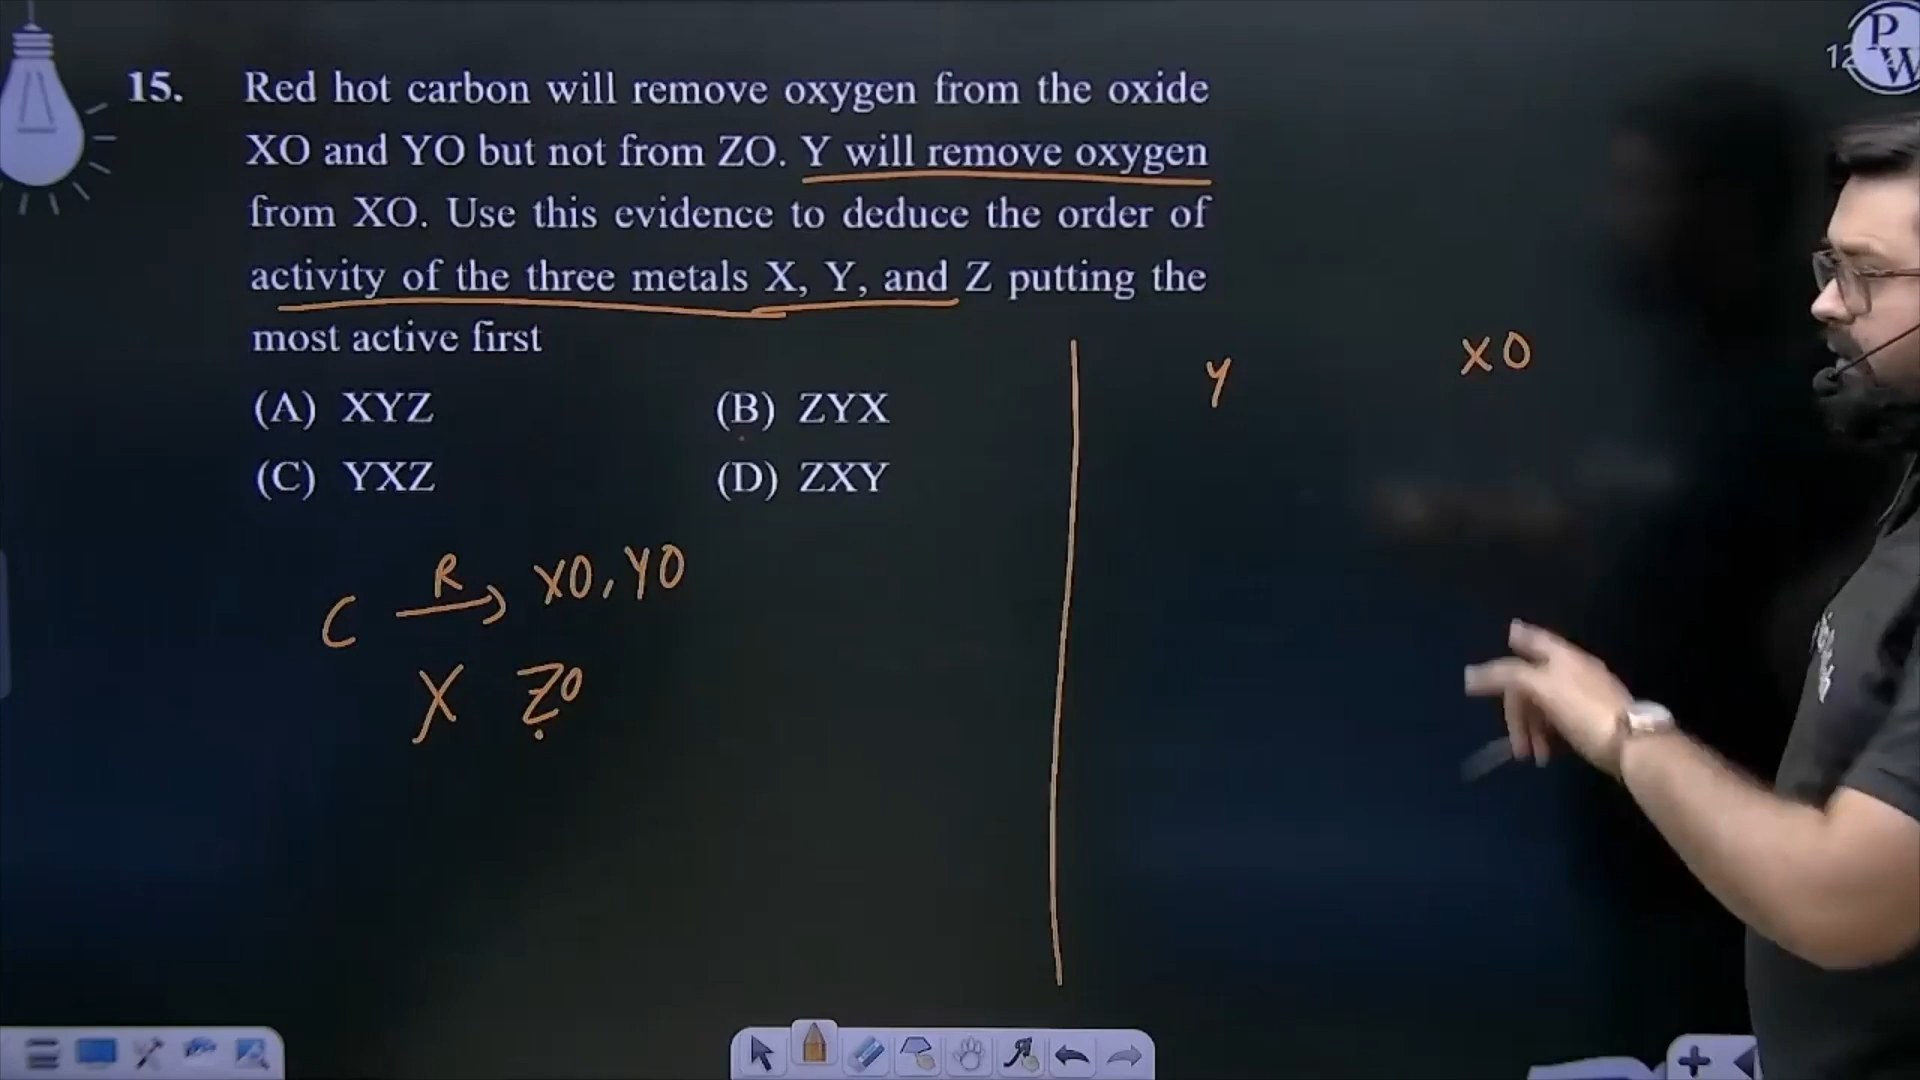 15. Red hot carbon will remove oxygen from the oxide
XO and YO but not from ZO. Y will remove oxygen
from XO. Use this evidence to deduce the order of
activity of the three metals X, Y, and Z putting the
most active first
(A) XYZ (B) ZYX
(C) YXZ (D) ZXY
C R XO, YO
X ZO
Y XO
PW